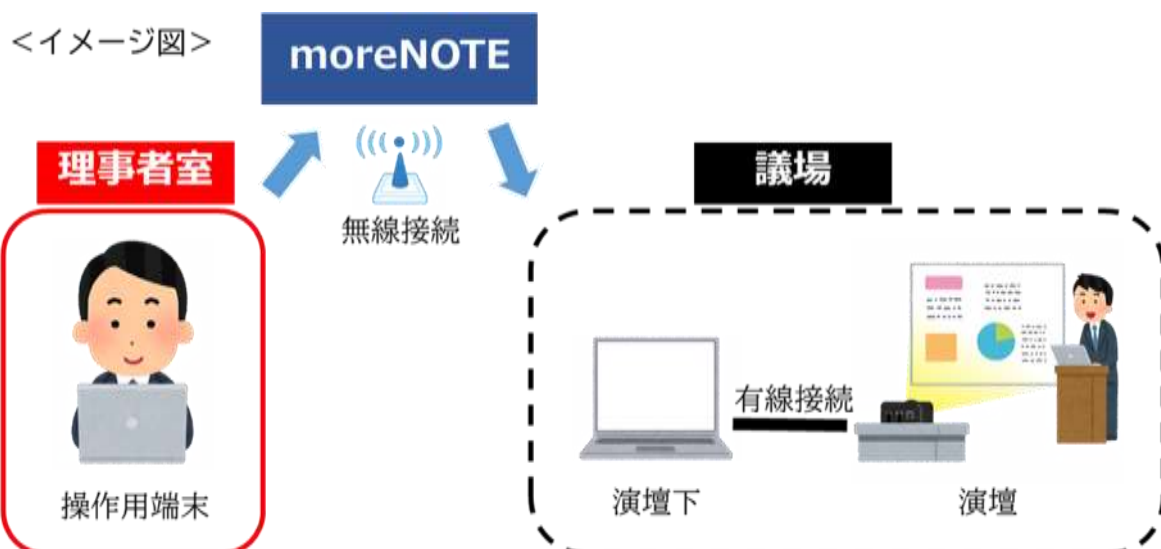 <イメージ図>
moreNOTE
理事者室
無線接続
議場
有線接続
操作用端末
演壇下
演壇